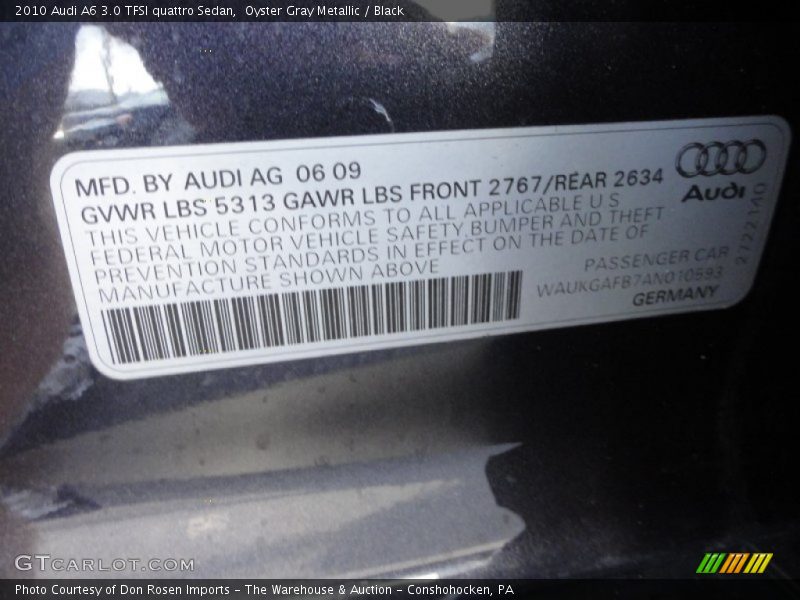 2010 Audi A6 3.0 TFSI quattro Sedan, Oyster Gray Metallic / Black
MFD. BY AUDI AG 06 09
GVWR LBS 5313 GAWR LBS FRONT 2767/REAR 2634
THIS VEHICLE CONFORMS TO ALL APPLICABLE U S
FEDERAL MOTOR VEHICLE SAFETY,BUMPER AND THEFT
PREVENTION STANDARDS IN EFFECT ON THE DATE OF
MANUFACTURE SHOWN ABOVE
Audi
2722140
PASSENGER CAR
WAUKGAFB7AN010593
GERMANY
GTCARLOT.COM
Photo Courtesy of Don Rosen Imports - The Warehouse & Auction - Conshohocken, PA